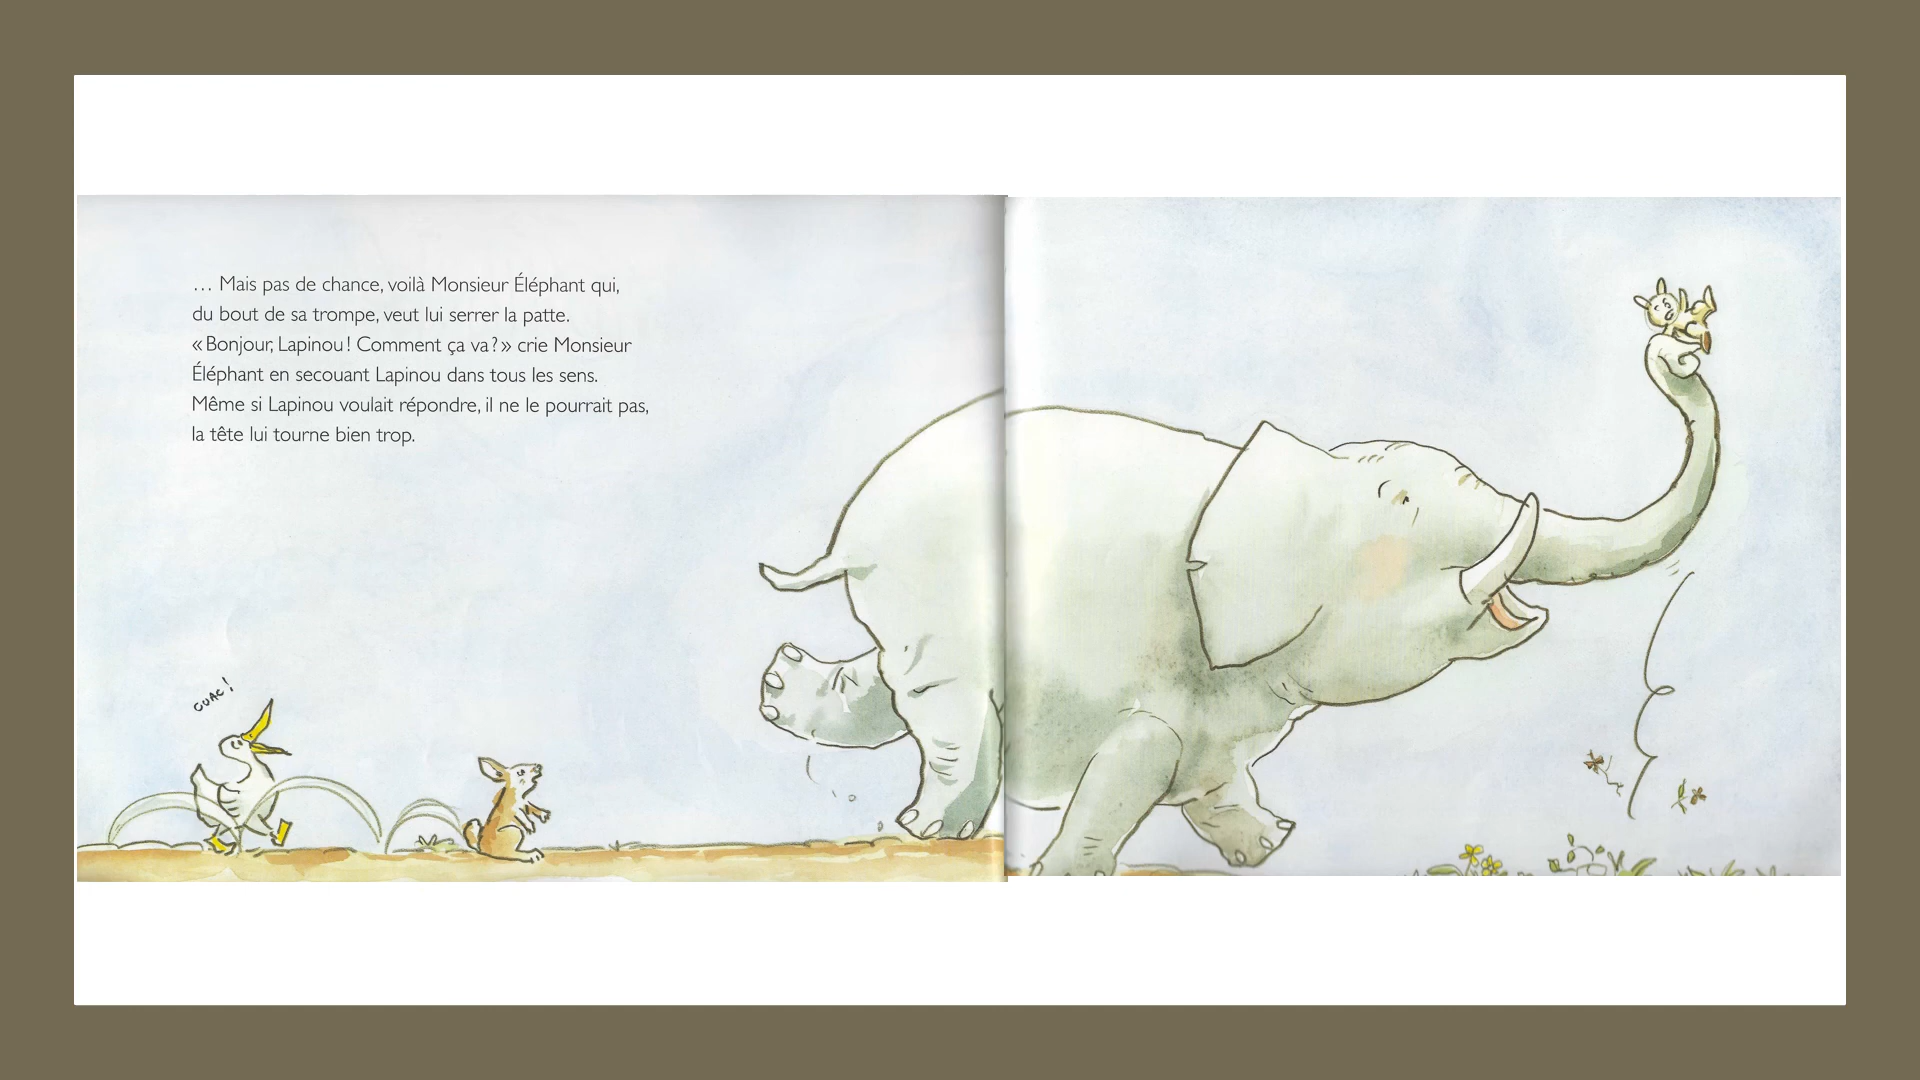 … Mais pas de chance, voilà Monsieur Éléphant qui,
du bout de sa trompe, veut lui serrer la patte.
« Bonjour, Lapinou ! Comment ça va ? » crie Monsieur
Éléphant en secouant Lapinou dans tous les sens.
Même si Lapinou voulait répondre, il ne le pourrait pas,
la tête lui tourne bien trop.
COUAC !